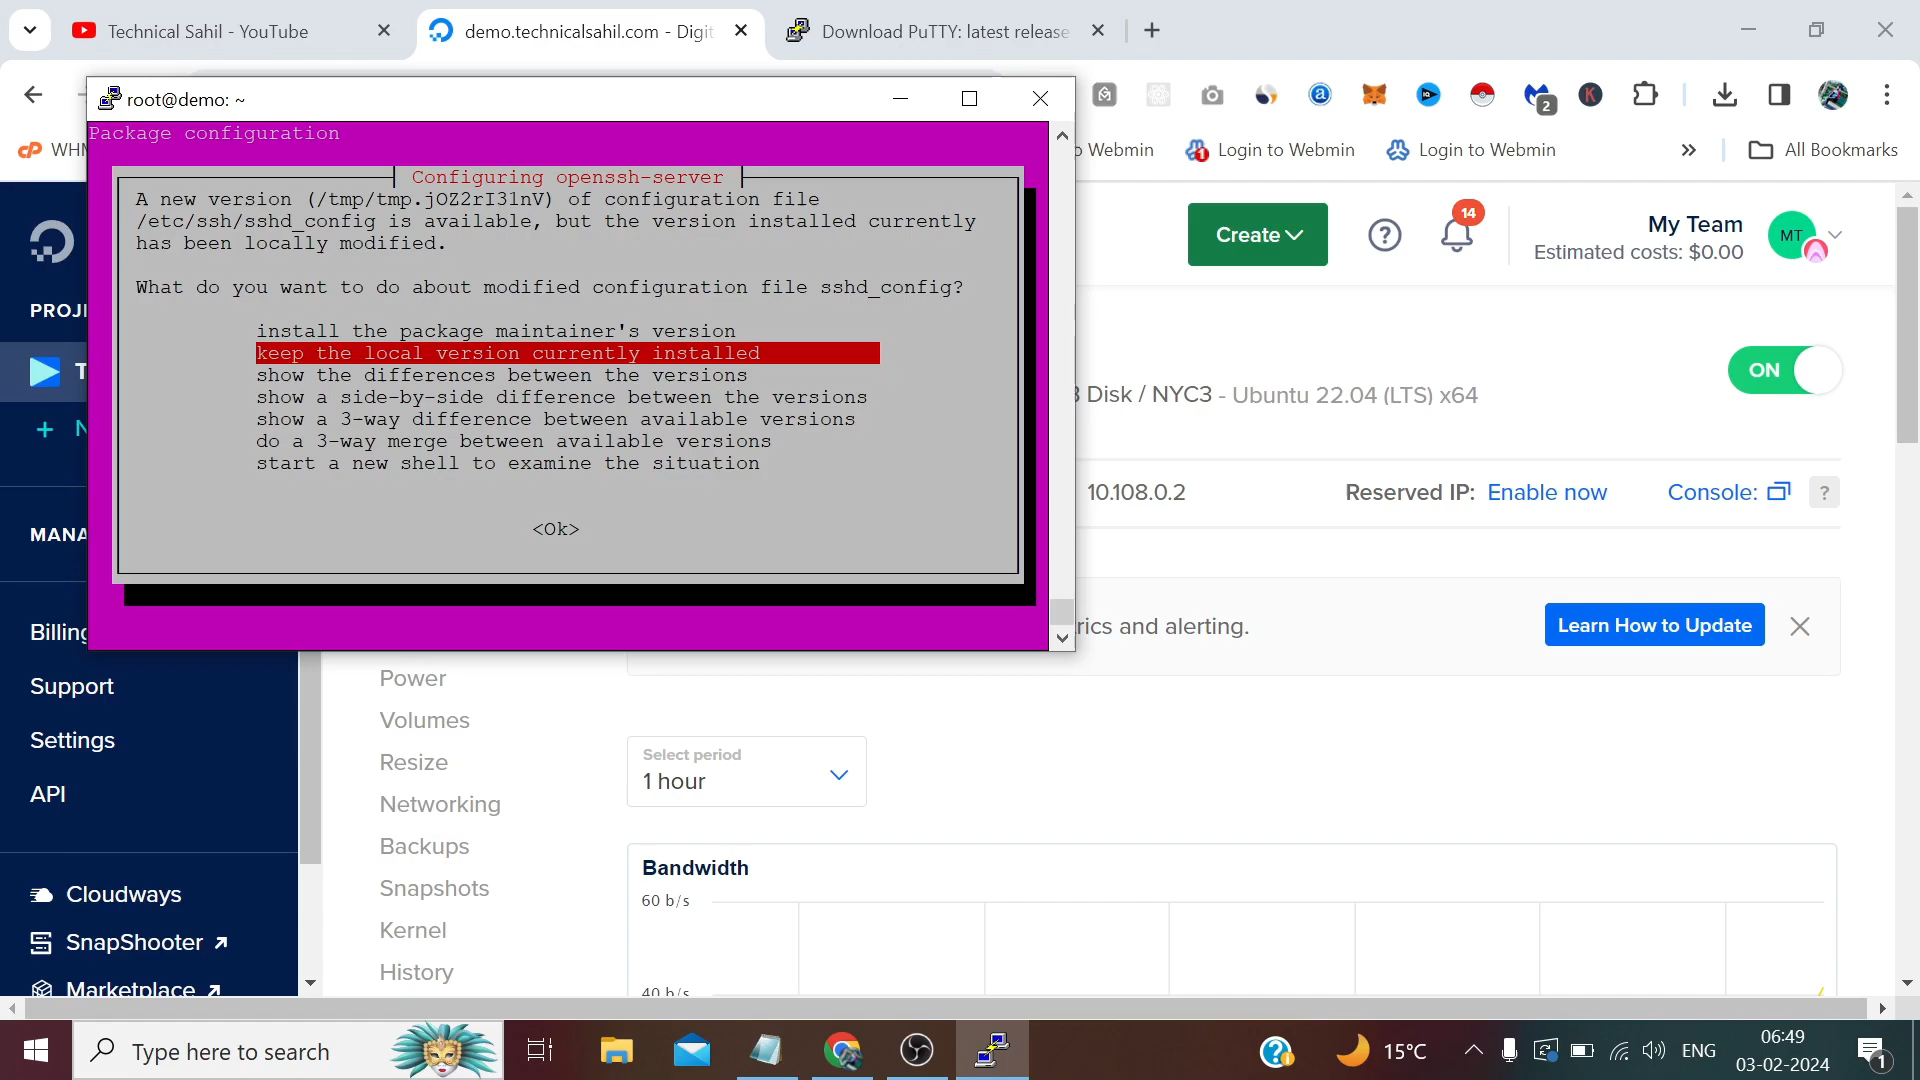 Technical Sahil - YouTube
demo.technicalsahil.com - Digit
Download PuTTY: latest release
root@demo: ~
2
WHM
Webmin
Login to Webmin
Login to Webmin
All Bookmarks
Package configuration
Configuring openssh-server
A new version (/tmp/tmp.jOZ2rI31nV) of configuration file
/etc/ssh/sshd_config is available, but the version installed currently
has been locally modified.
What do you want to do about modified configuration file sshd_config?
install the package maintainer's version
keep the local version currently installed
show the differences between the versions
show a side-by-side difference between the versions
show a 3-way difference between available versions
do a 3-way merge between available versions
start a new shell to examine the situation
<Ok>
Create
14
My Team
Estimated costs: $0.00
MT
Disk / NYC3 - Ubuntu 22.04 (LTS) x64
ON
10.108.0.2
Reserved IP: Enable now
Console:
?
rics and alerting.
Learn How to Update
PROJ
T
+ N
MANA
Billing
Support
Settings
API
Cloudways
SnapShooter
Marketplace
Power
Volumes
Resize
Networking
Backups
Snapshots
Kernel
History
Select period
1 hour
Bandwidth
60 b/s
40 b/s
Type here to search
15°C
ENG
06:49
03-02-2024
1